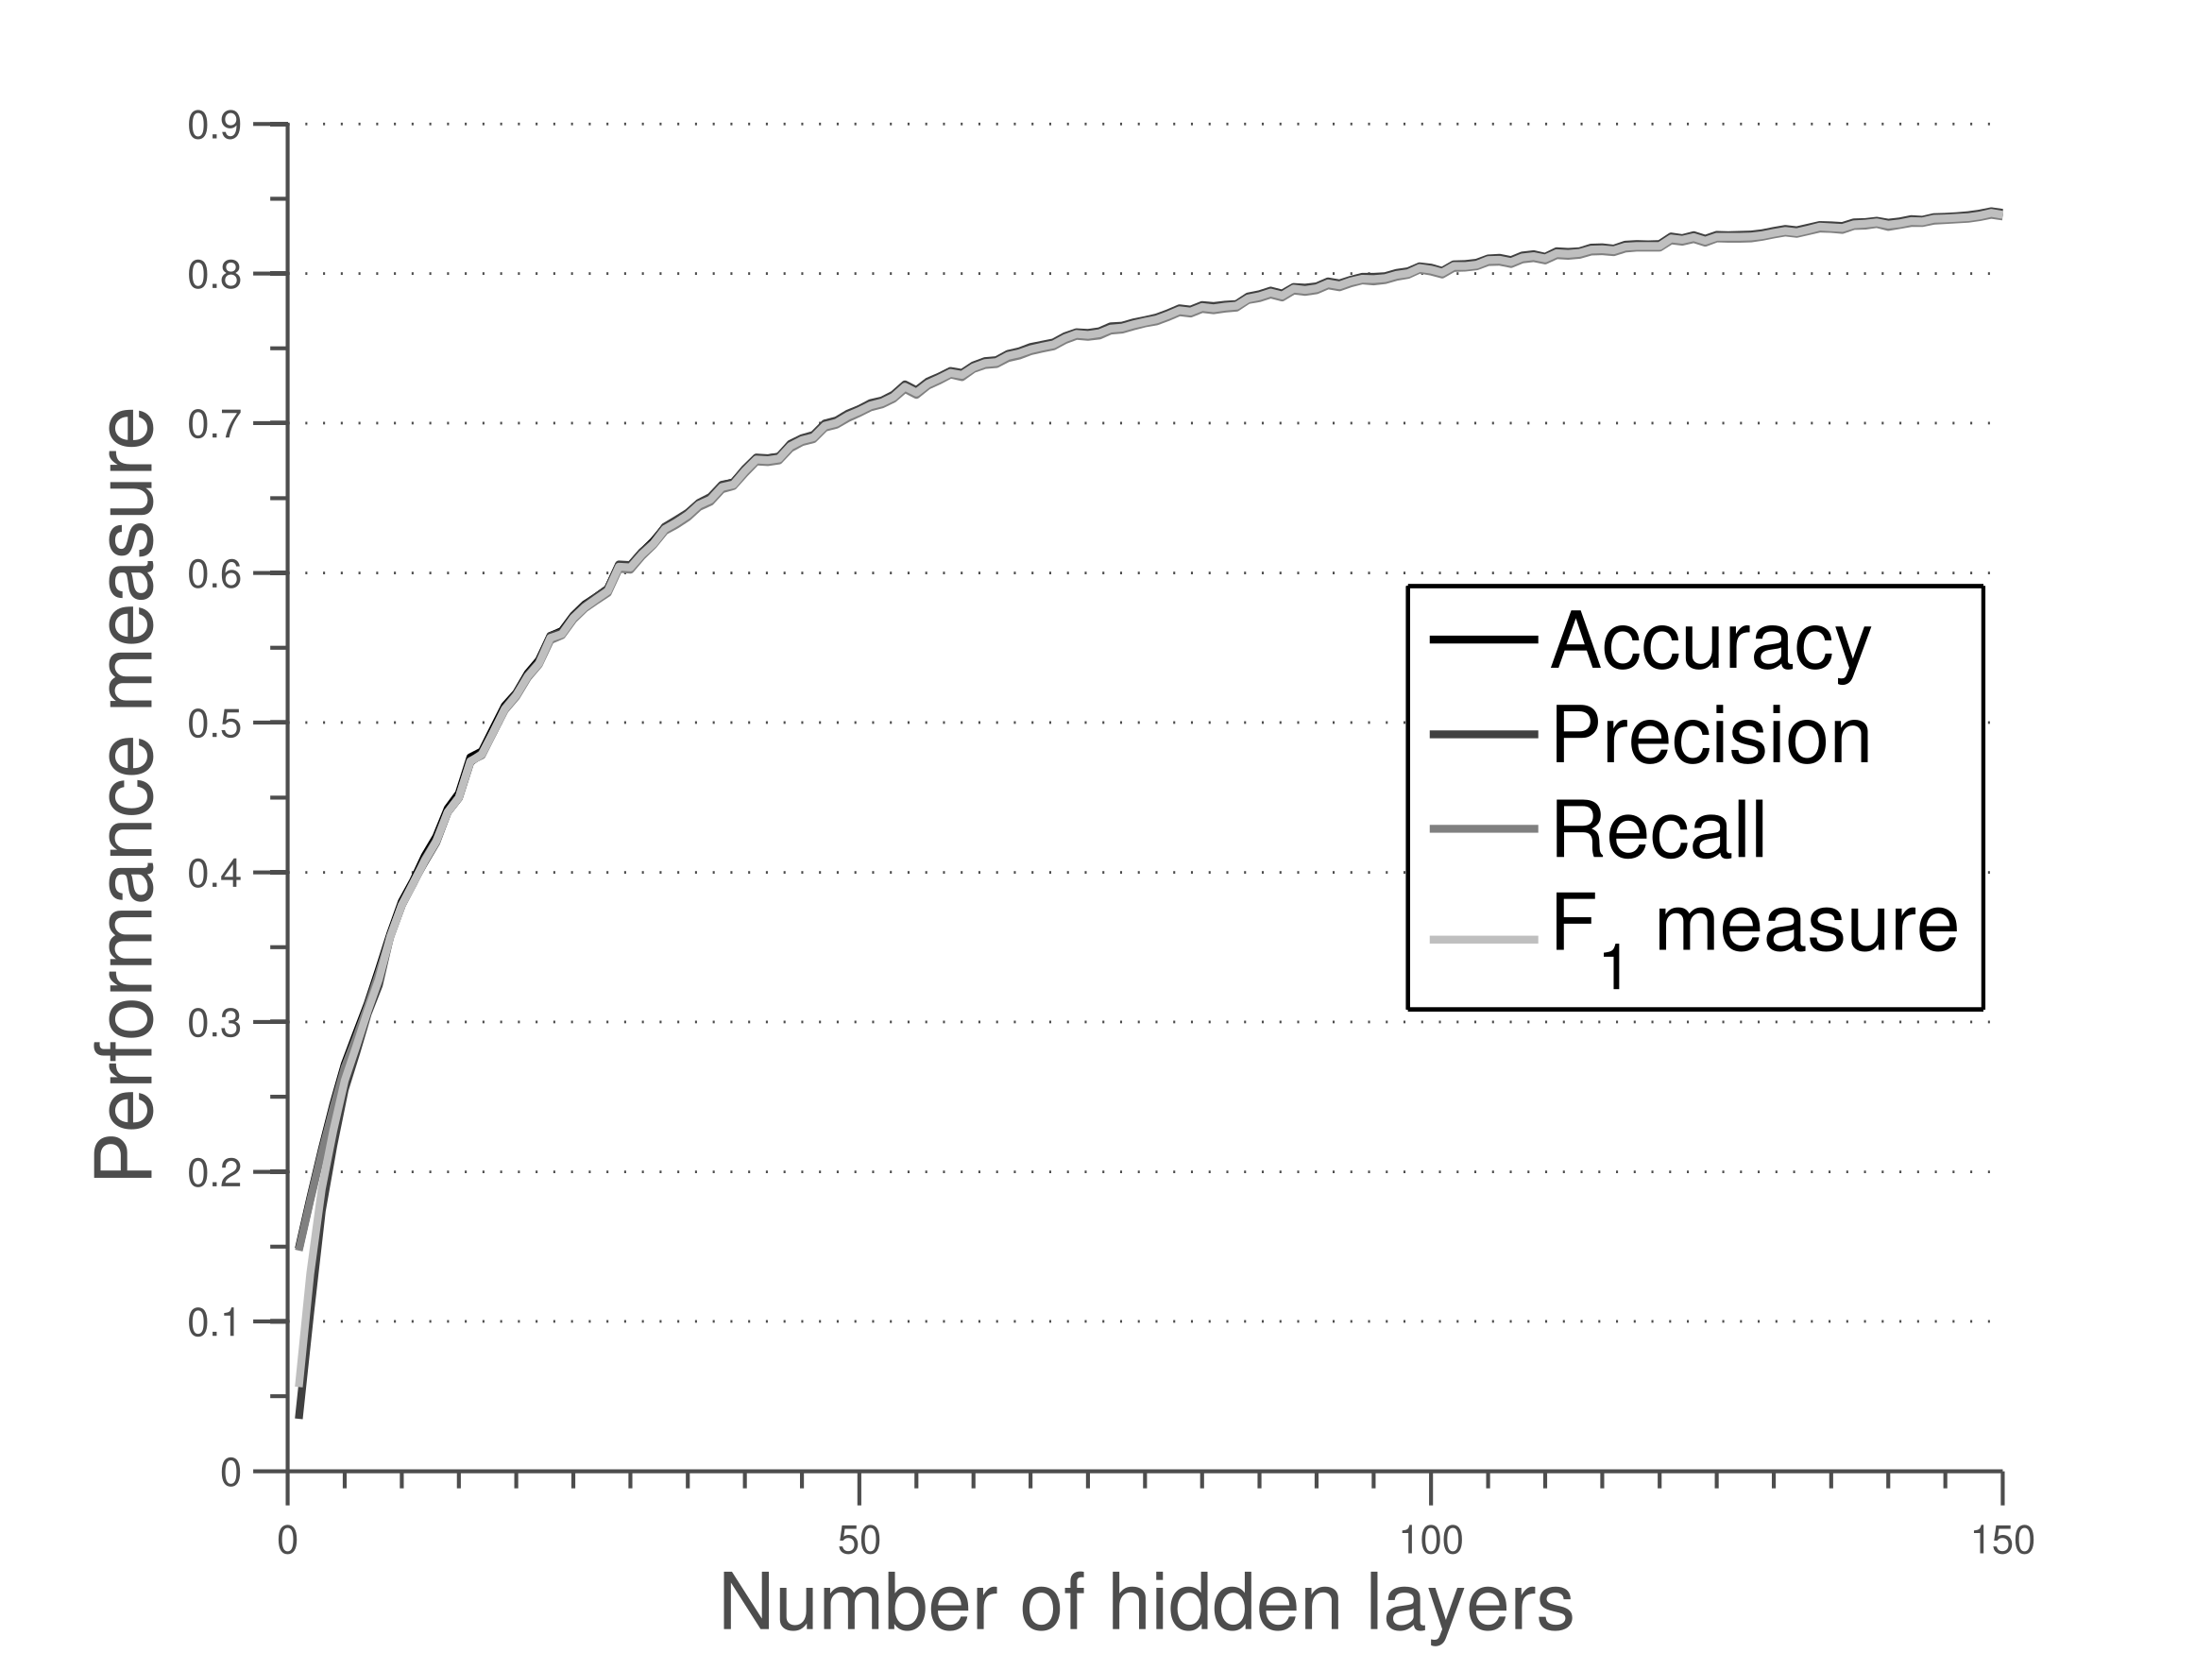 0.9
0.8
0.7
0.6
0.5
0.4
0.3
0.2
0.1
0
Performance measure
Accuracy
Precision
Recall
F1 measure
0 50 100 150
Number of hidden layers